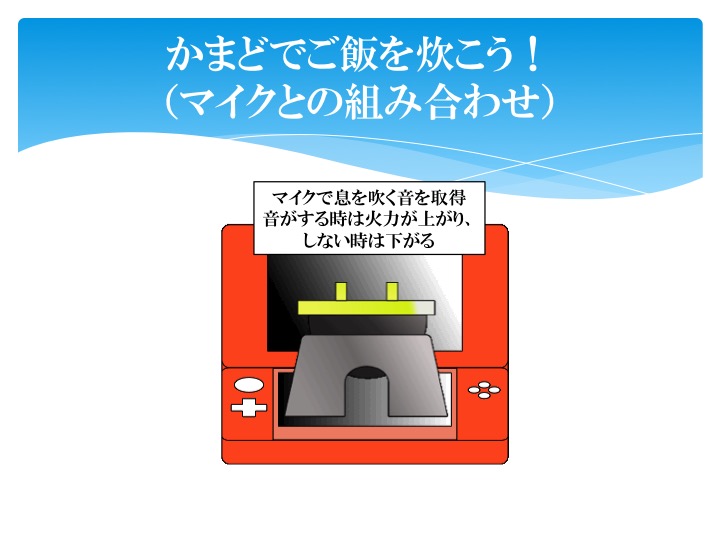 かまどでご飯を炊こう！
（マイクとの組み合わせ）
マイクで息を吹く音を取得
音がする時は火力が上がり、
しない時は下がる